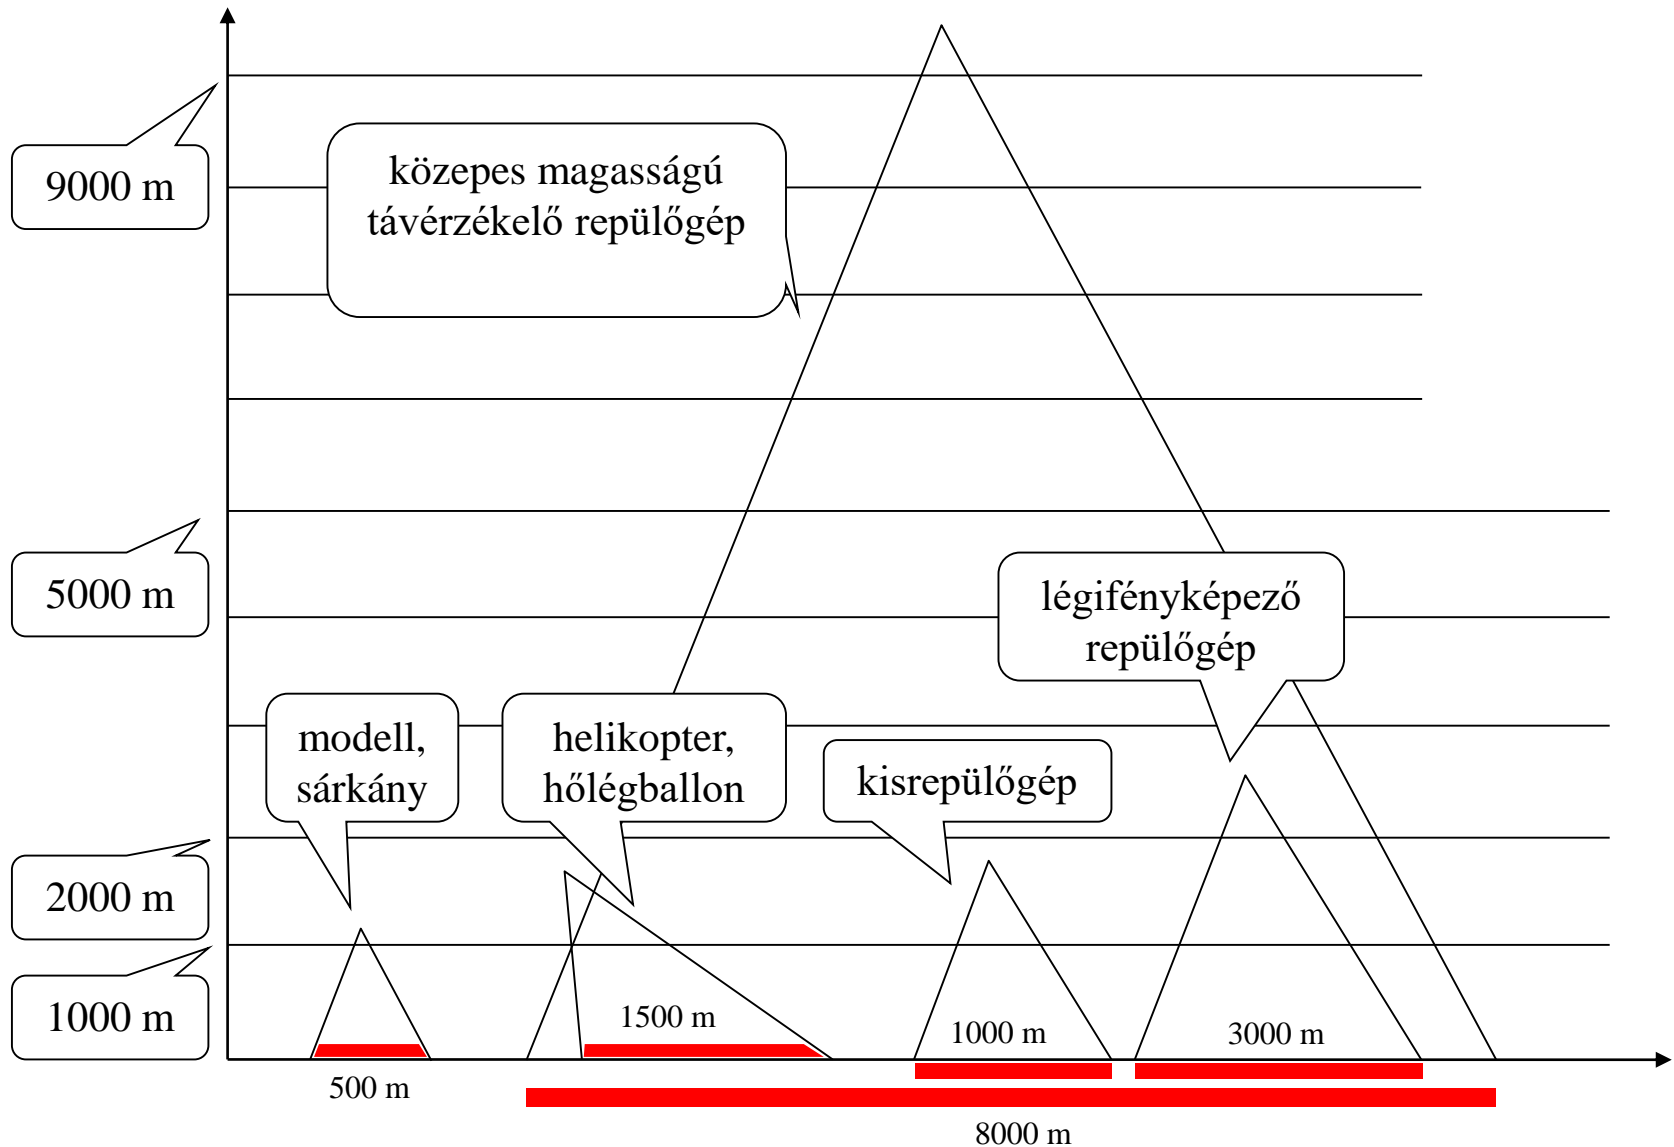 9000 m
közepes magasságú
távérzékelő repülőgép
5000 m
légifényképező
repülőgép
modell,
sárkány
helikopter,
hőlégballon
kisrepülőgép
2000 m
1000 m
1500 m
1000 m
3000 m
500 m
8000 m